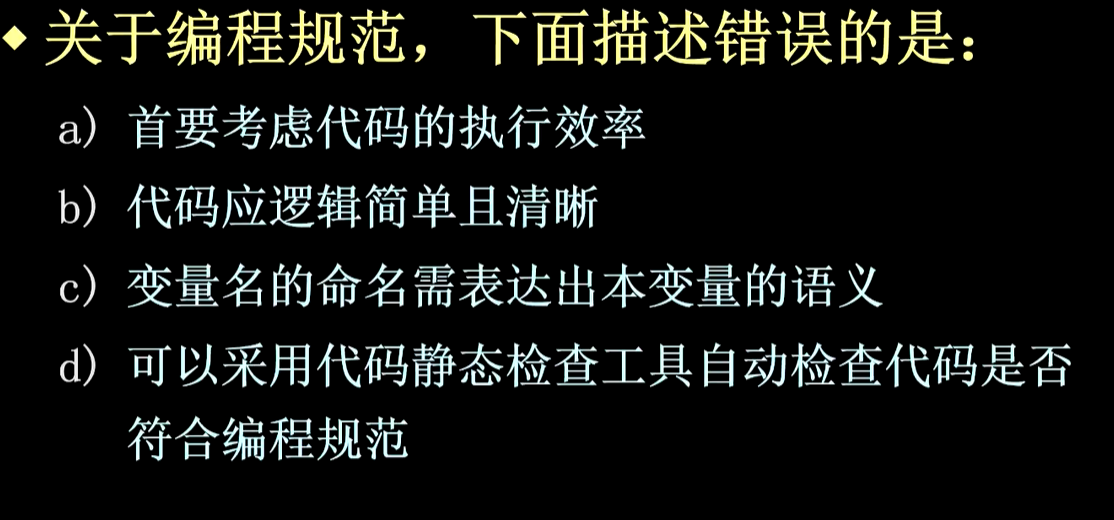 ◆ 关于编程规范，下面描述错误的是：
a) 首要考虑代码的执行效率
b) 代码应逻辑简单且清晰
c) 变量名的命名需表达出本变量的语义
d) 可以采用代码静态检查工具自动检查代码是否
符合编程规范